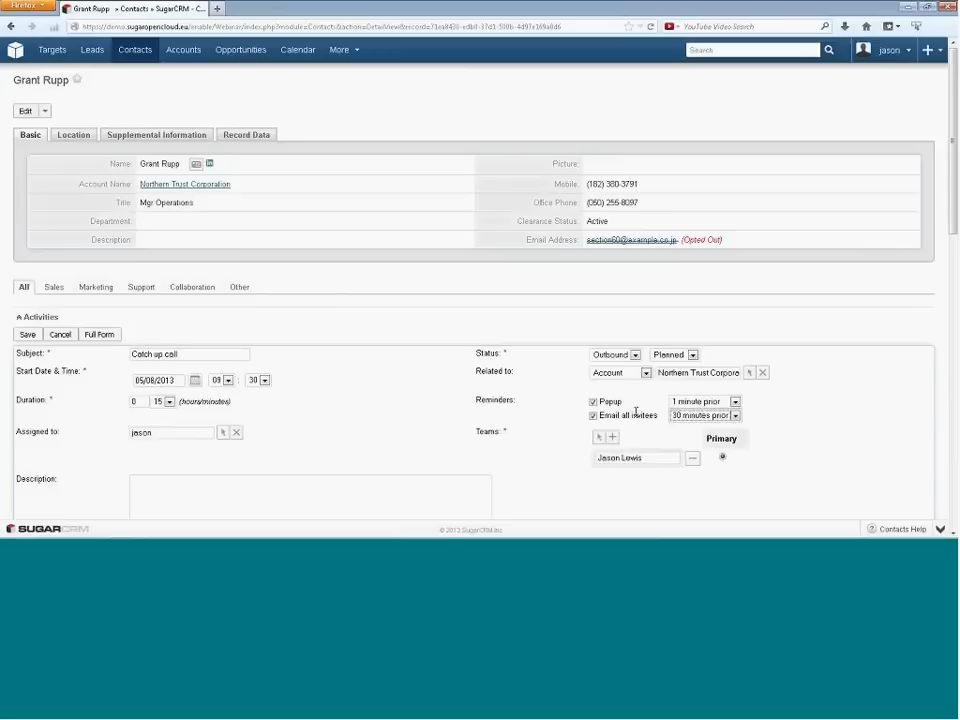 Firefox
Grant Rupp » Contacts » SugarCRM - C...
YouTube Video Search
Targets Leads Contacts Accounts Opportunities Calendar More Search jason
Grant Rupp
Edit
Basic Location Supplemental Information Record Data
Name: Grant Rupp Picture:
Account Name: Northern Trust Corporation Mobile: (182) 380-3791
Title: Mgr Operations Office Phone: (050) 256-8097
Department: Clearance Status: Active
Description: Email Address: section60@example.co.jp (Opted Out)
All Sales Marketing Support Collaboration Other
Activities
Save Cancel Full Form
Subject: * Catch up call Status: * Outbound Planned
Start Date & Time: * 05/08/2013 09 : 30 Related to: Account Northern Trust Corpora
Duration: * 0 15 (hours/minutes) Reminders: Popup 1 minute prior
Email all invitees 30 minutes prior
Assigned to: jason Teams: * Primary
Jason Lewis
Description:
SUGARCRM © 2013 SugarCRM Inc. Contacts Help